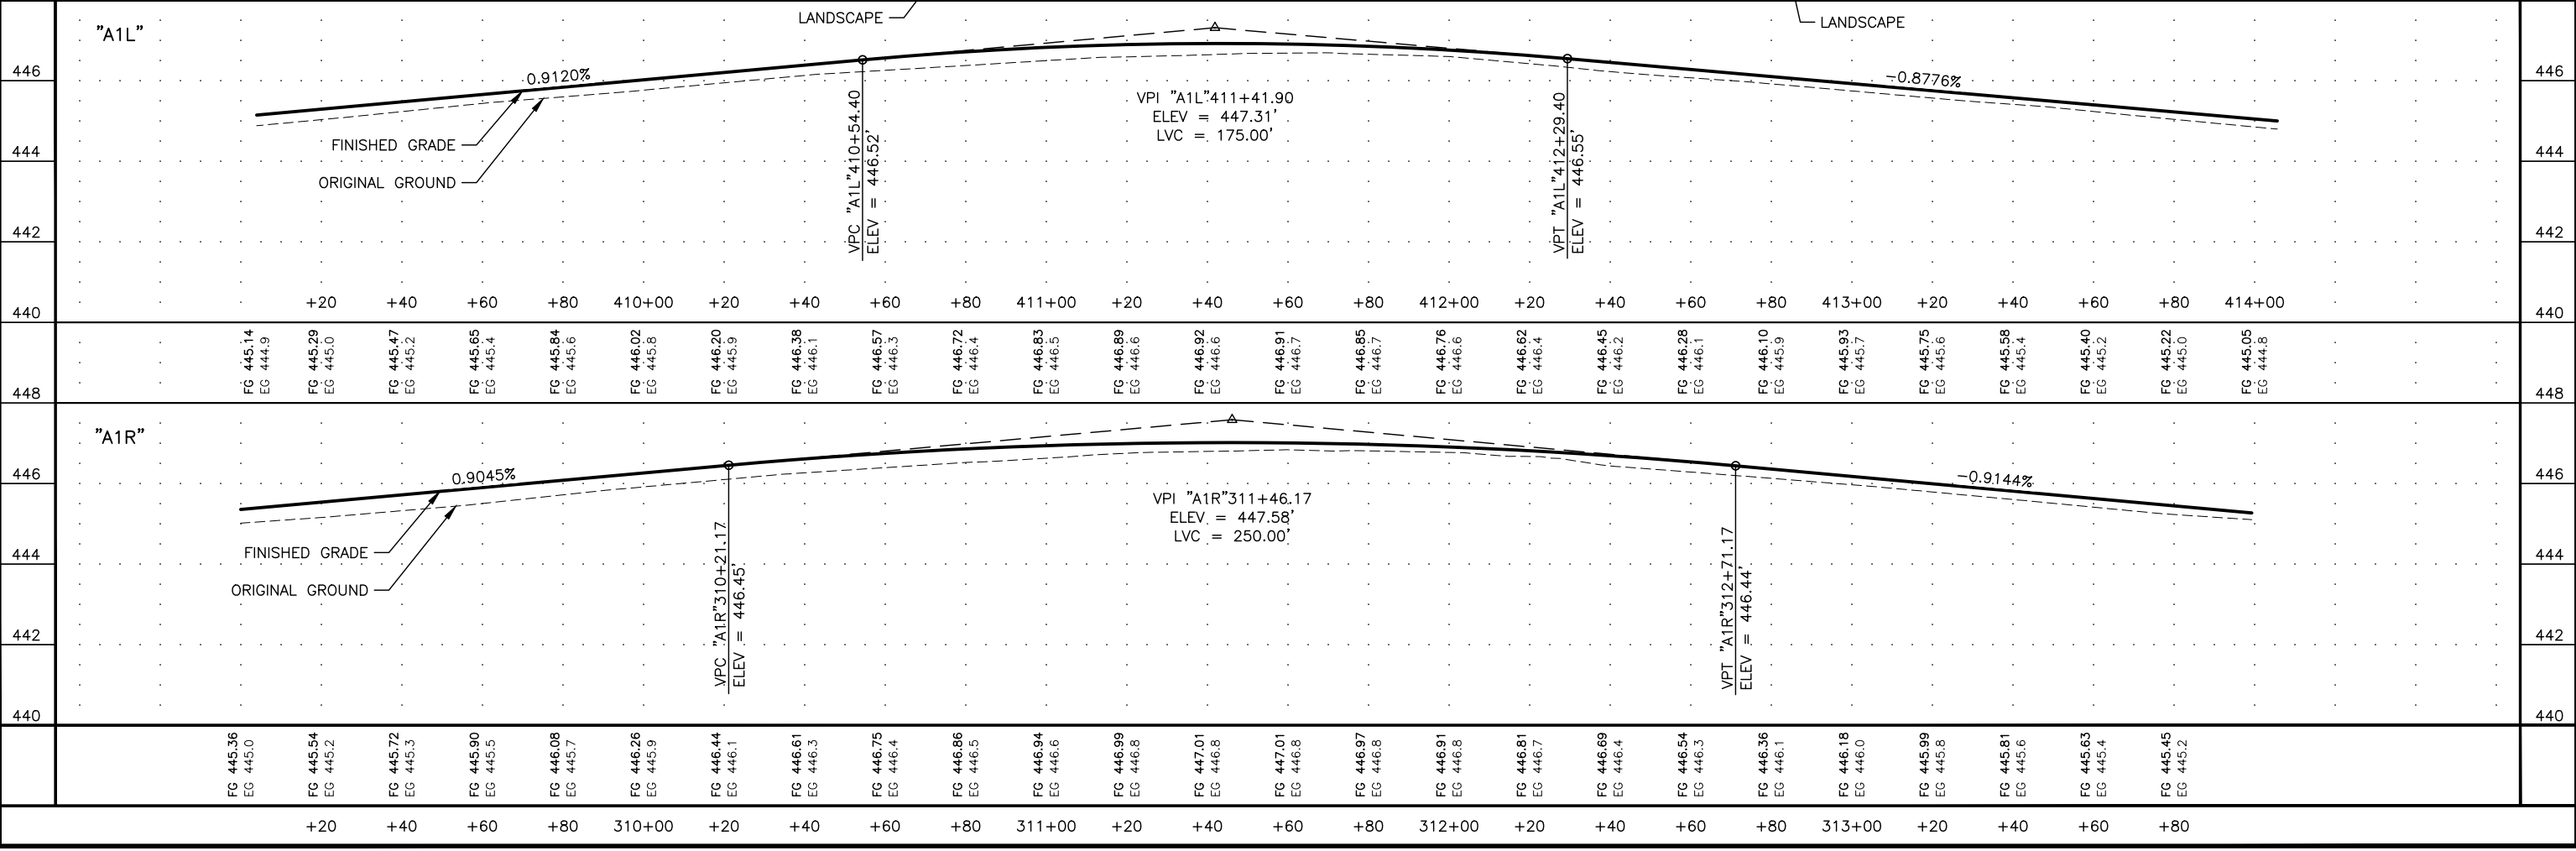 LANDSCAPE
LANDSCAPE
"A1L"
446
0.9120%
-0.8776%
446
VPI "A1L"411+41.90
ELEV = 447.31'
LVC = 175.00'
VPC "A1L"410+54.40
ELEV = 446.52'
VPT "A1L"412+29.40
ELEV = 446.55'
FINISHED GRADE
444
444
ORIGINAL GROUND
442
442
+20 +40 +60 +80 410+00 +20 +40 +60 +80 411+00 +20 +40 +60 +80 412+00 +20 +40 +60 +80 413+00 +20 +40 +60 +80 414+00
440
440
FG 445.14
EG 444.9
FG 445.29
EG 445.0
FG 445.47
EG 445.2
FG 445.65
EG 445.4
FG 445.84
EG 445.6
FG 446.02
EG 445.8
FG 446.20
EG 445.9
FG 446.38
EG 446.1
FG 446.57
EG 446.3
FG 446.72
EG 446.4
FG 446.83
EG 446.5
FG 446.89
EG 446.6
FG 446.92
EG 446.6
FG 446.91
EG 446.7
FG 446.85
EG 446.7
FG 446.76
EG 446.6
FG 446.62
EG 446.4
FG 446.45
EG 446.2
FG 446.28
EG 446.1
FG 446.10
EG 445.9
FG 445.93
EG 445.7
FG 445.75
EG 445.6
FG 445.58
EG 445.4
FG 445.40
EG 445.2
FG 445.22
EG 445.0
FG 445.05
EG 444.8
448
448
"A1R"
446
0.9045%
-0.9144%
446
VPI "A1R"311+46.17
ELEV = 447.58'
LVC = 250.00'
VPC "A1R"310+21.17
ELEV = 446.45'
VPT "A1R"312+71.17
ELEV = 446.44'
FINISHED GRADE
444
444
ORIGINAL GROUND
442
442
440
440
FG 445.36
EG 445.0
FG 445.54
EG 445.2
FG 445.72
EG 445.3
FG 445.90
EG 445.5
FG 446.08
EG 445.7
FG 446.26
EG 445.9
FG 446.44
EG 446.1
FG 446.61
EG 446.3
FG 446.75
EG 446.4
FG 446.86
EG 446.5
FG 446.94
EG 446.6
FG 446.99
EG 446.8
FG 447.01
EG 446.8
FG 447.01
EG 446.8
FG 446.97
EG 446.8
FG 446.91
EG 446.8
FG 446.81
EG 446.7
FG 446.69
EG 446.4
FG 446.54
EG 446.3
FG 446.36
EG 446.1
FG 446.18
EG 446.0
FG 445.99
EG 445.8
FG 445.81
EG 445.6
FG 445.63
EG 445.4
FG 445.45
EG 445.2
+20 +40 +60 +80 310+00 +20 +40 +60 +80 311+00 +20 +40 +60 +80 312+00 +20 +40 +60 +80 313+00 +20 +40 +60 +80